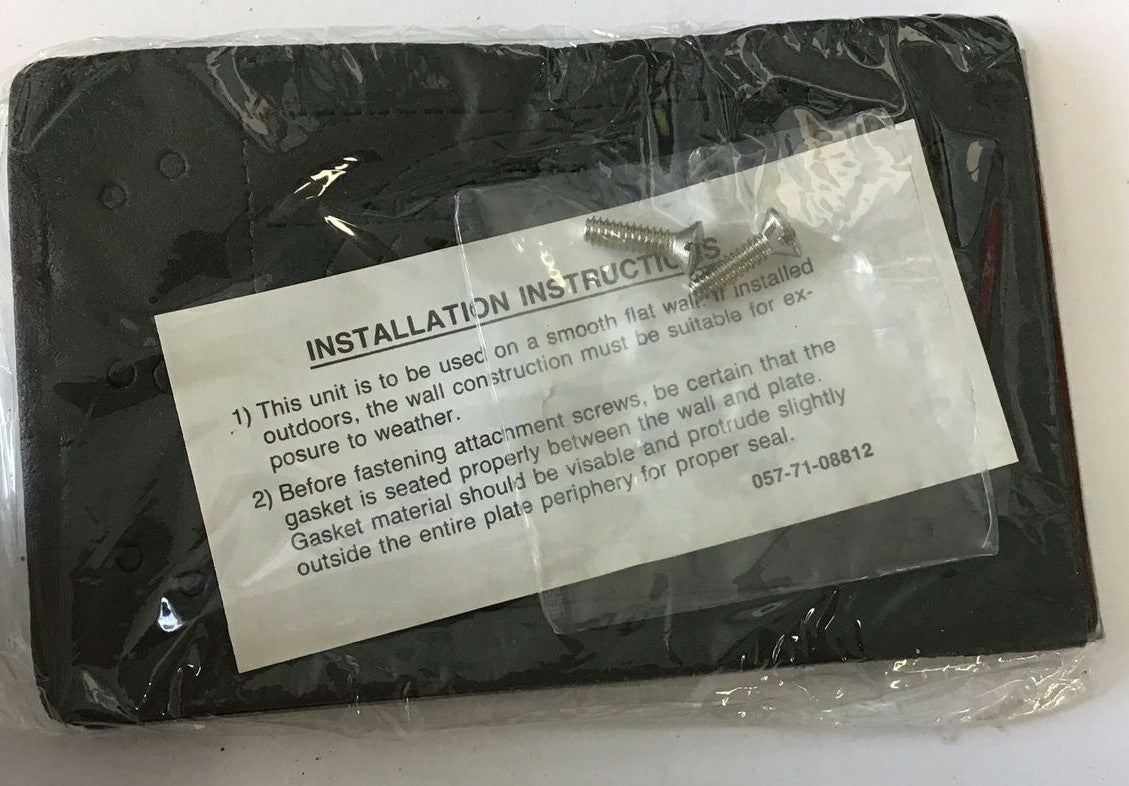 INSTALLATION INSTRUCTIONS
1) This unit is to be used on a smooth flat wall. If installed
outdoors, the wall construction must be suitable for ex-
posure to weather.
2) Before fastening attachment screws, be certain that the
gasket is seated properly between the wall and plate.
Gasket material should be visable and protrude slightly
outside the entire plate periphery for proper seal.
057-71-08812